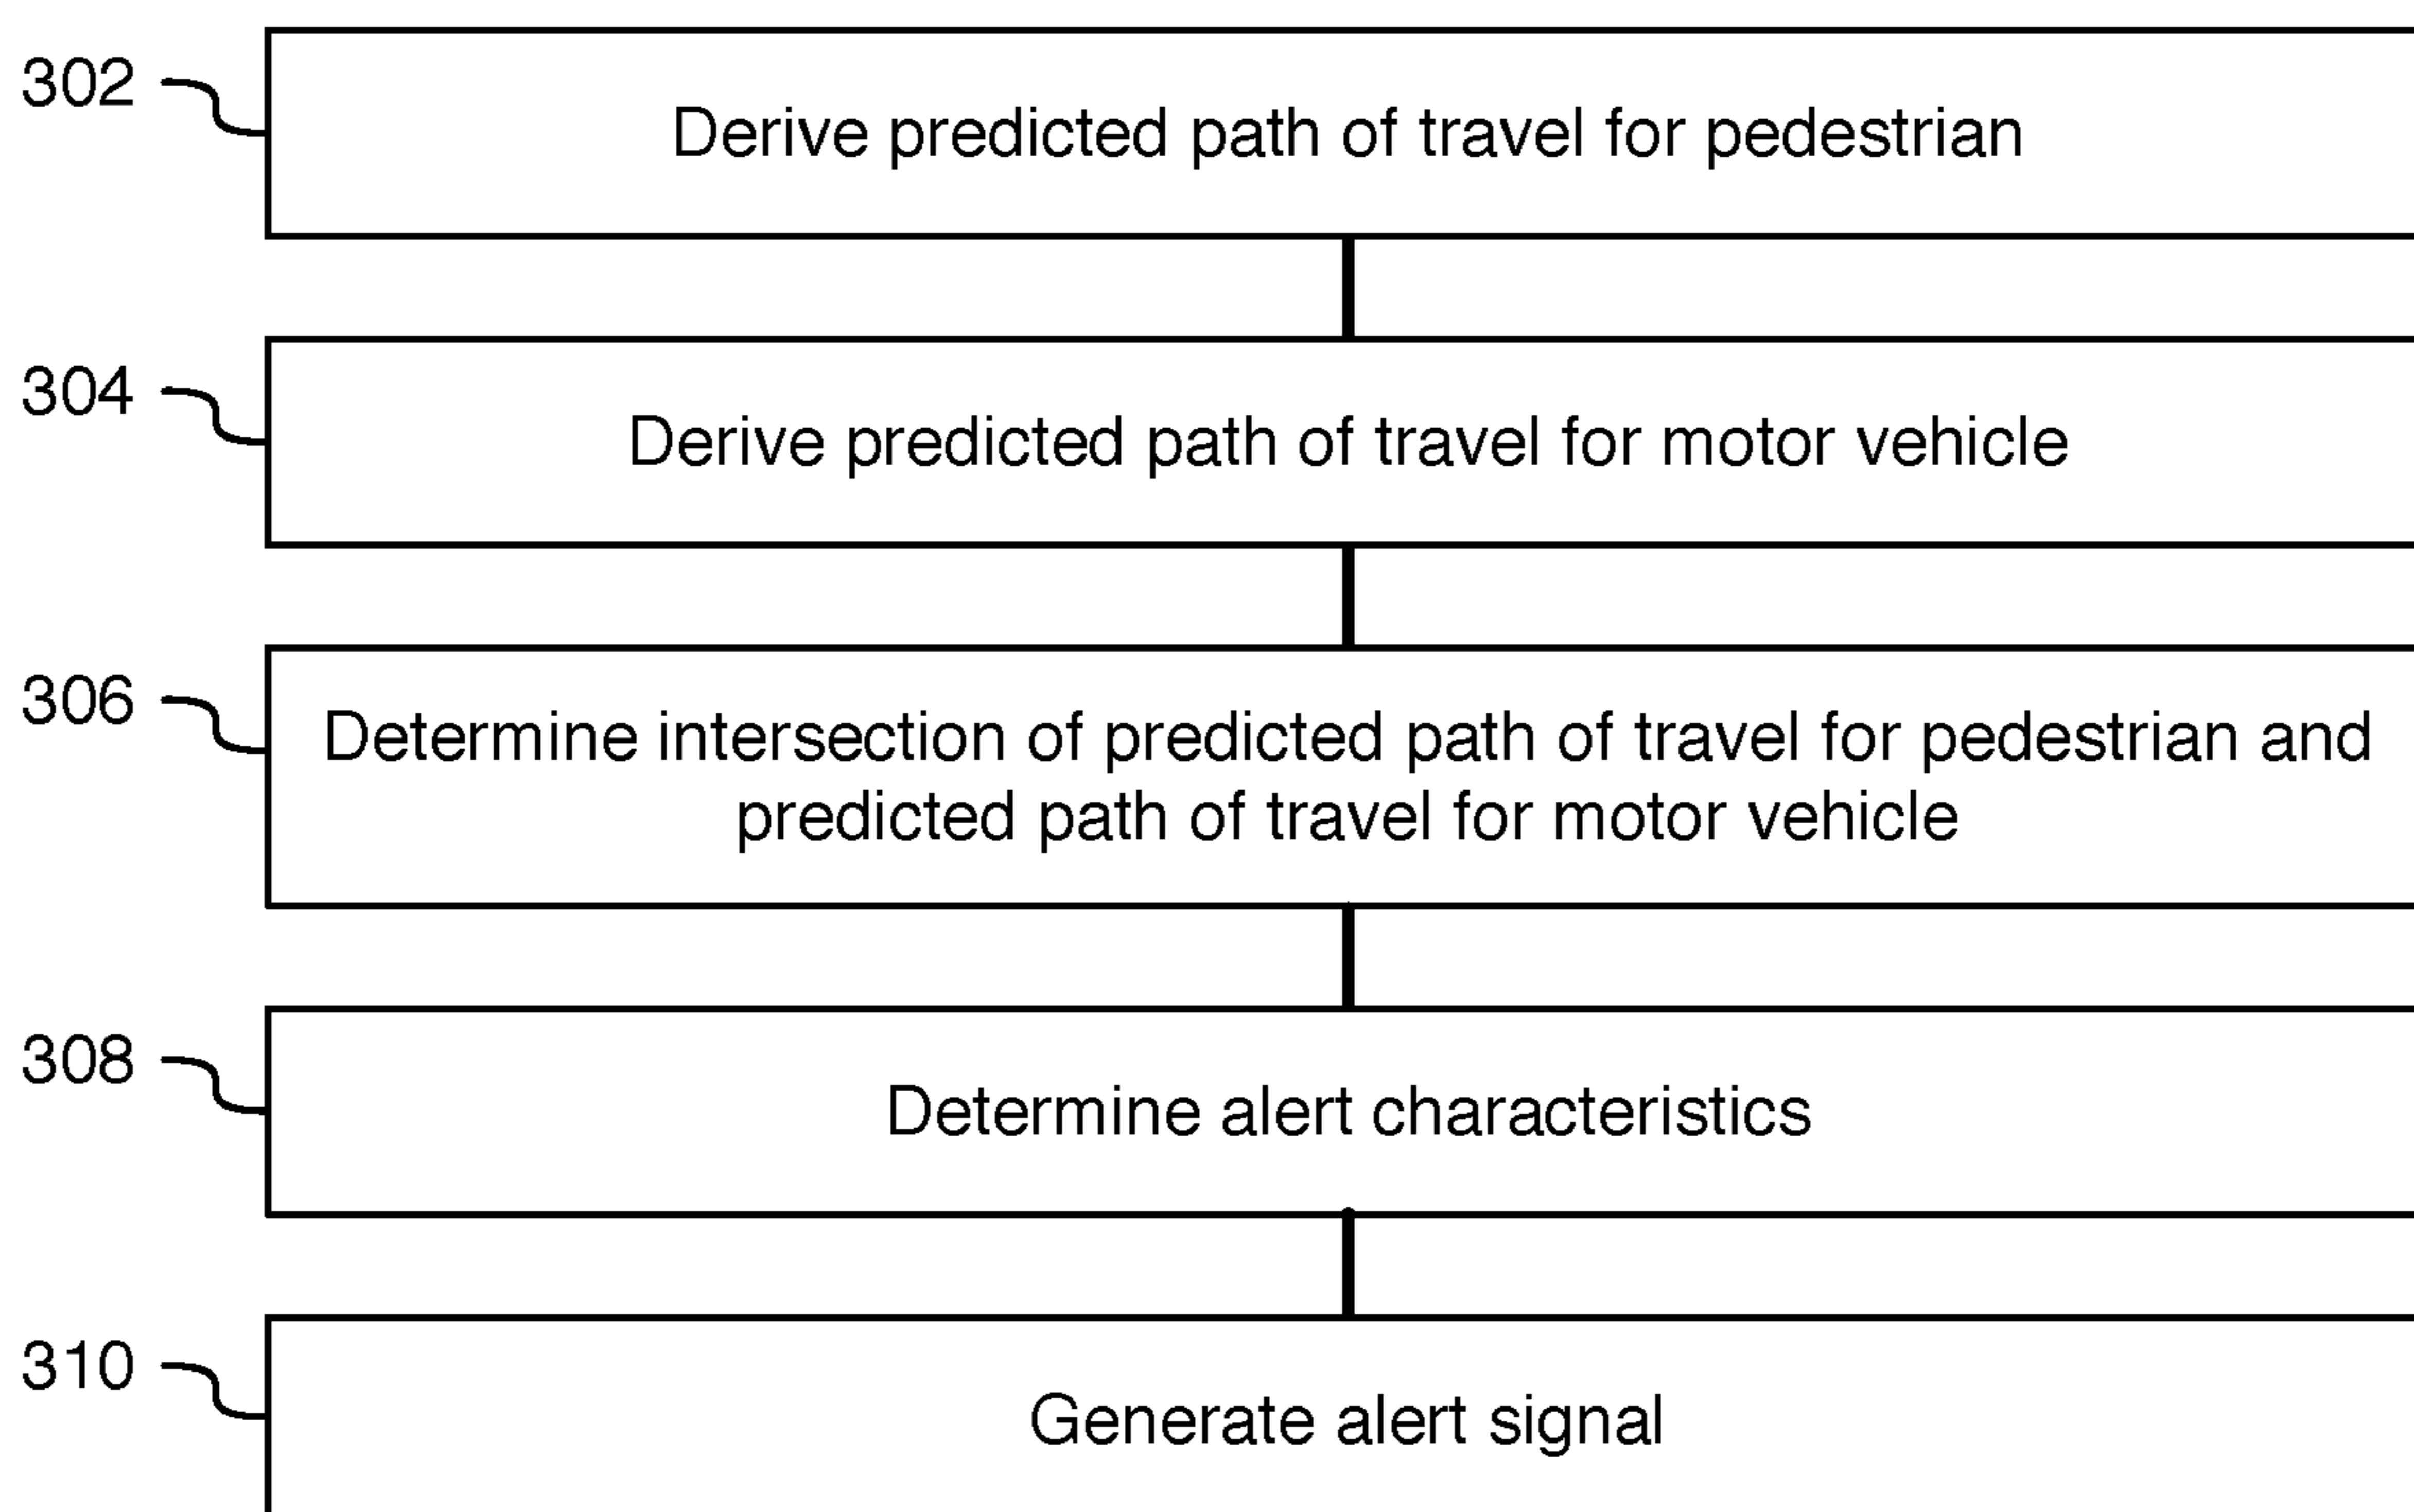 302
Derive predicted path of travel for pedestrian
304
Derive predicted path of travel for motor vehicle
306
Determine intersection of predicted path of travel for pedestrian and
predicted path of travel for motor vehicle
308
Determine alert characteristics
310
Generate alert signal